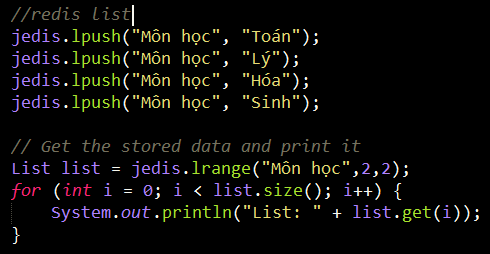 //redis list
jedis.lpush("Môn học", "Toán");
jedis.lpush("Môn học", "Lý");
jedis.lpush("Môn học", "Hóa");
jedis.lpush("Môn học", "Sinh");
// Get the stored data and print it
List list = jedis.lrange("Môn học",2,2);
for (int i = 0; i < list.size(); i++) {
    System.out.println("List: " + list.get(i));
}